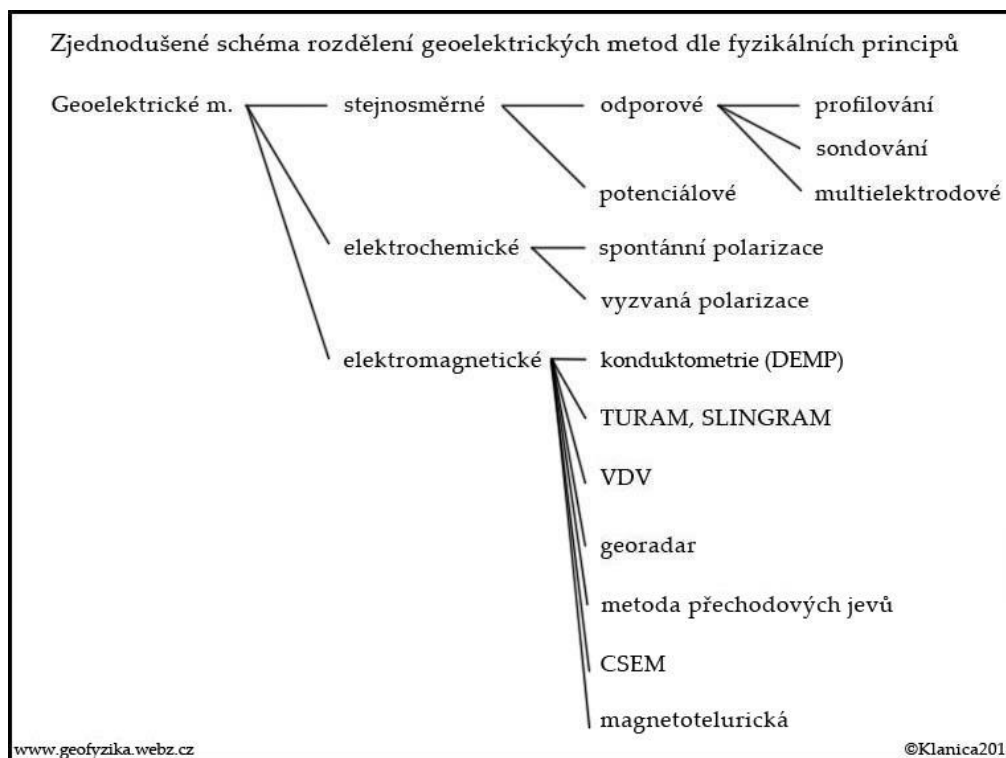 Zjednodušené schéma rozdělení geoelektrických metod dle fyzikálních principů
Geoelektrické m.
stejnosměrné
odporové
profilování
sondování
multielektrodové
potenciálové
elektrochemické
spontánní polarizace
vyzvaná polarizace
elektromagnetické
konduktometrie (DEMP)
TURAM, SLINGRAM
VDV
georadar
metoda přechodových jevů
CSEM
magnetotelurická
www.geofyzika.webz.cz
©Klanica201